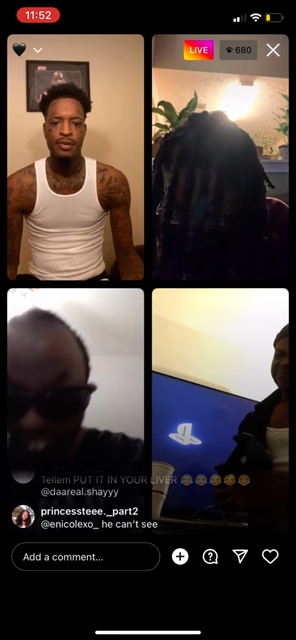 11:52
LIVE
680
Tellem PUT IT IN YOUR LIVER 😂😂😂😂😂
@daareal.shayyy
princessteee._part2
@enicolexo_ he can't see
Add a comment...